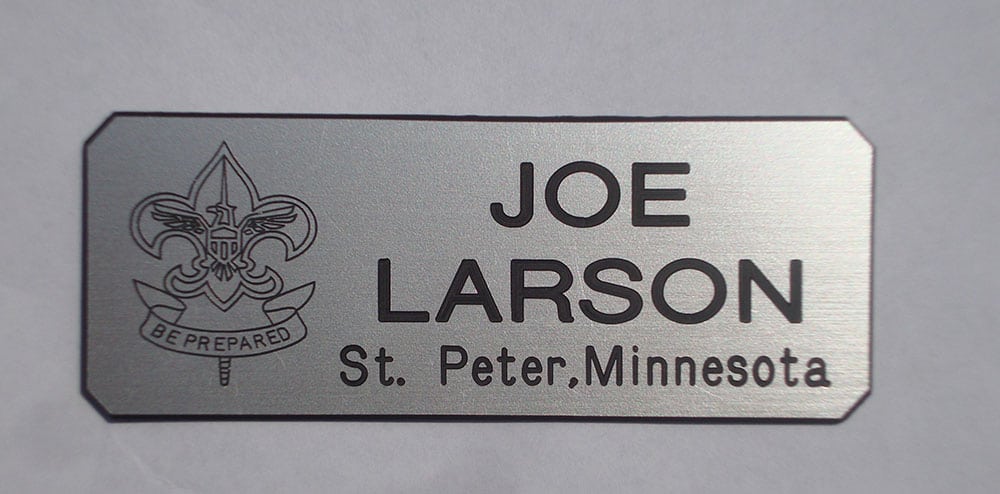 JOE
LARSON
St. Peter,Minnesota
BE PREPARED